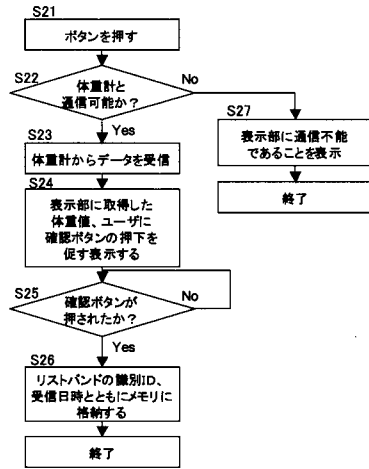 S21
ボタンを押す
S22
体重計と
通信可能か?
No
Yes
S27
表示部に通信不能
であることを表示
終了
S23
体重計からデータを受信
S24
表示部に取得した
体重値、ユーザに
確認ボタンの押下を
促す表示する
S25
確認ボタンが
押されたか?
No
Yes
S26
リストバンドの識別ID、
受信日時とともにメモリに
格納する
終了